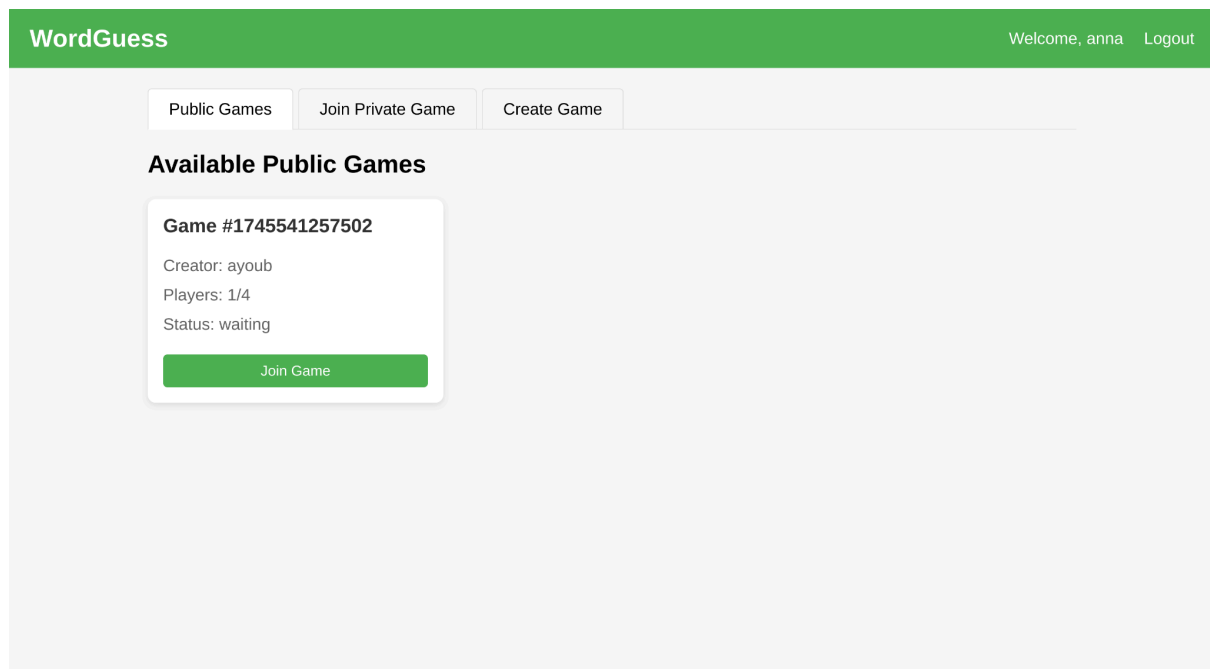 WordGuess
Welcome, anna Logout
Public Games Join Private Game Create Game
Available Public Games
Game #1745541257502
Creator: ayoub
Players: 1/4
Status: waiting
Join Game